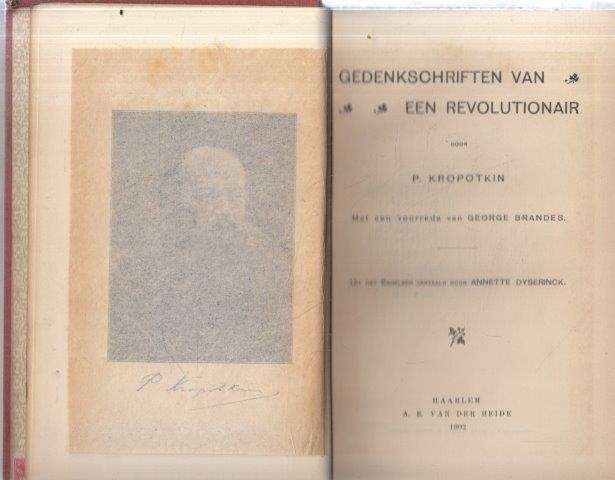 P. Kropotkin
GEDENKSCHRIFTEN VAN
EEN REVOLUTIONAIR
DOOR
P. KROPOTKIN
Met een voorrede van GEORGE BRANDES.
UIT HET ENGELSCH VERTAALD DOOR ANNETTE DYSERINCK.
HAARLEM
A. E. VAN DER HEIDE
1902